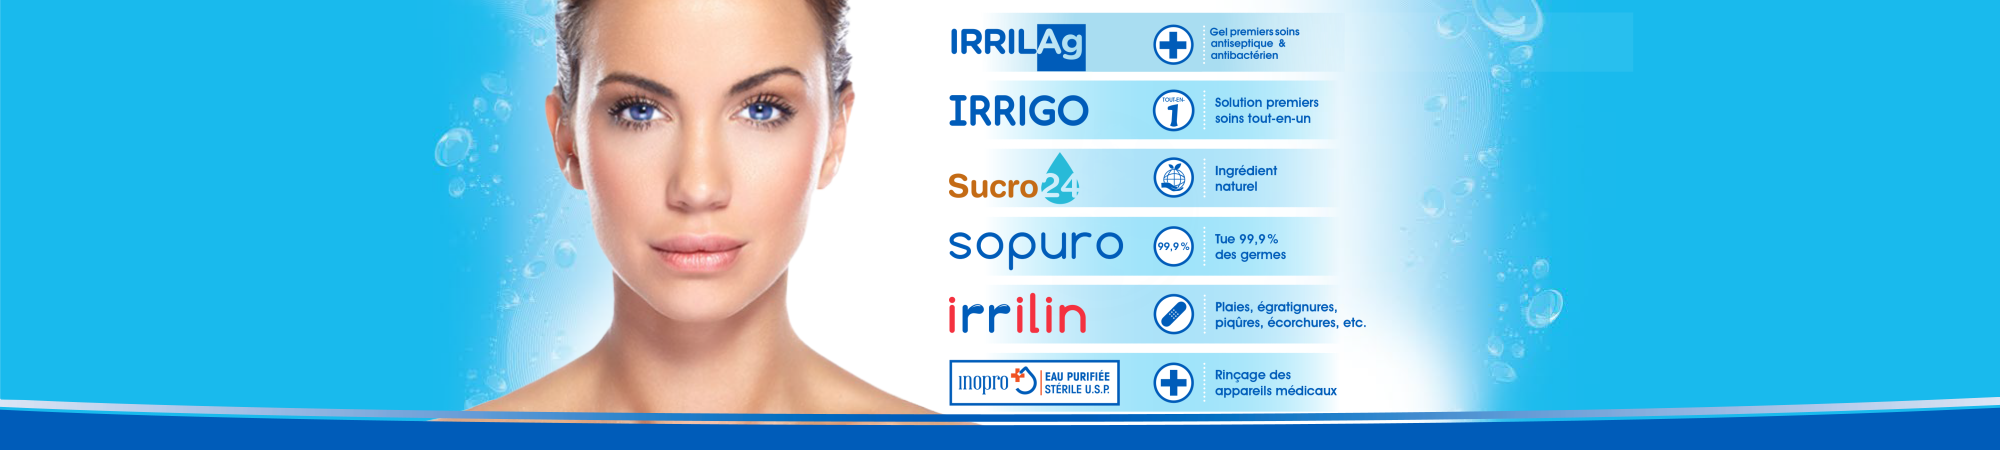 IRRILAg
Gel premiers soins
antiseptique &
antibactérien
IRRIGO
TOUT-EN-
1
Solution premiers
soins tout-en-un
Sucro24
Ingrédient
naturel
sopuro
99,9 %
Tue 99,9 %
des germes
irrilin
Plaies, égratignures,
piqûres, écorchures, etc.
inopro
EAU PURIFIÉE
STÉRILE U.S.P.
Rinçage des
appareils médicaux